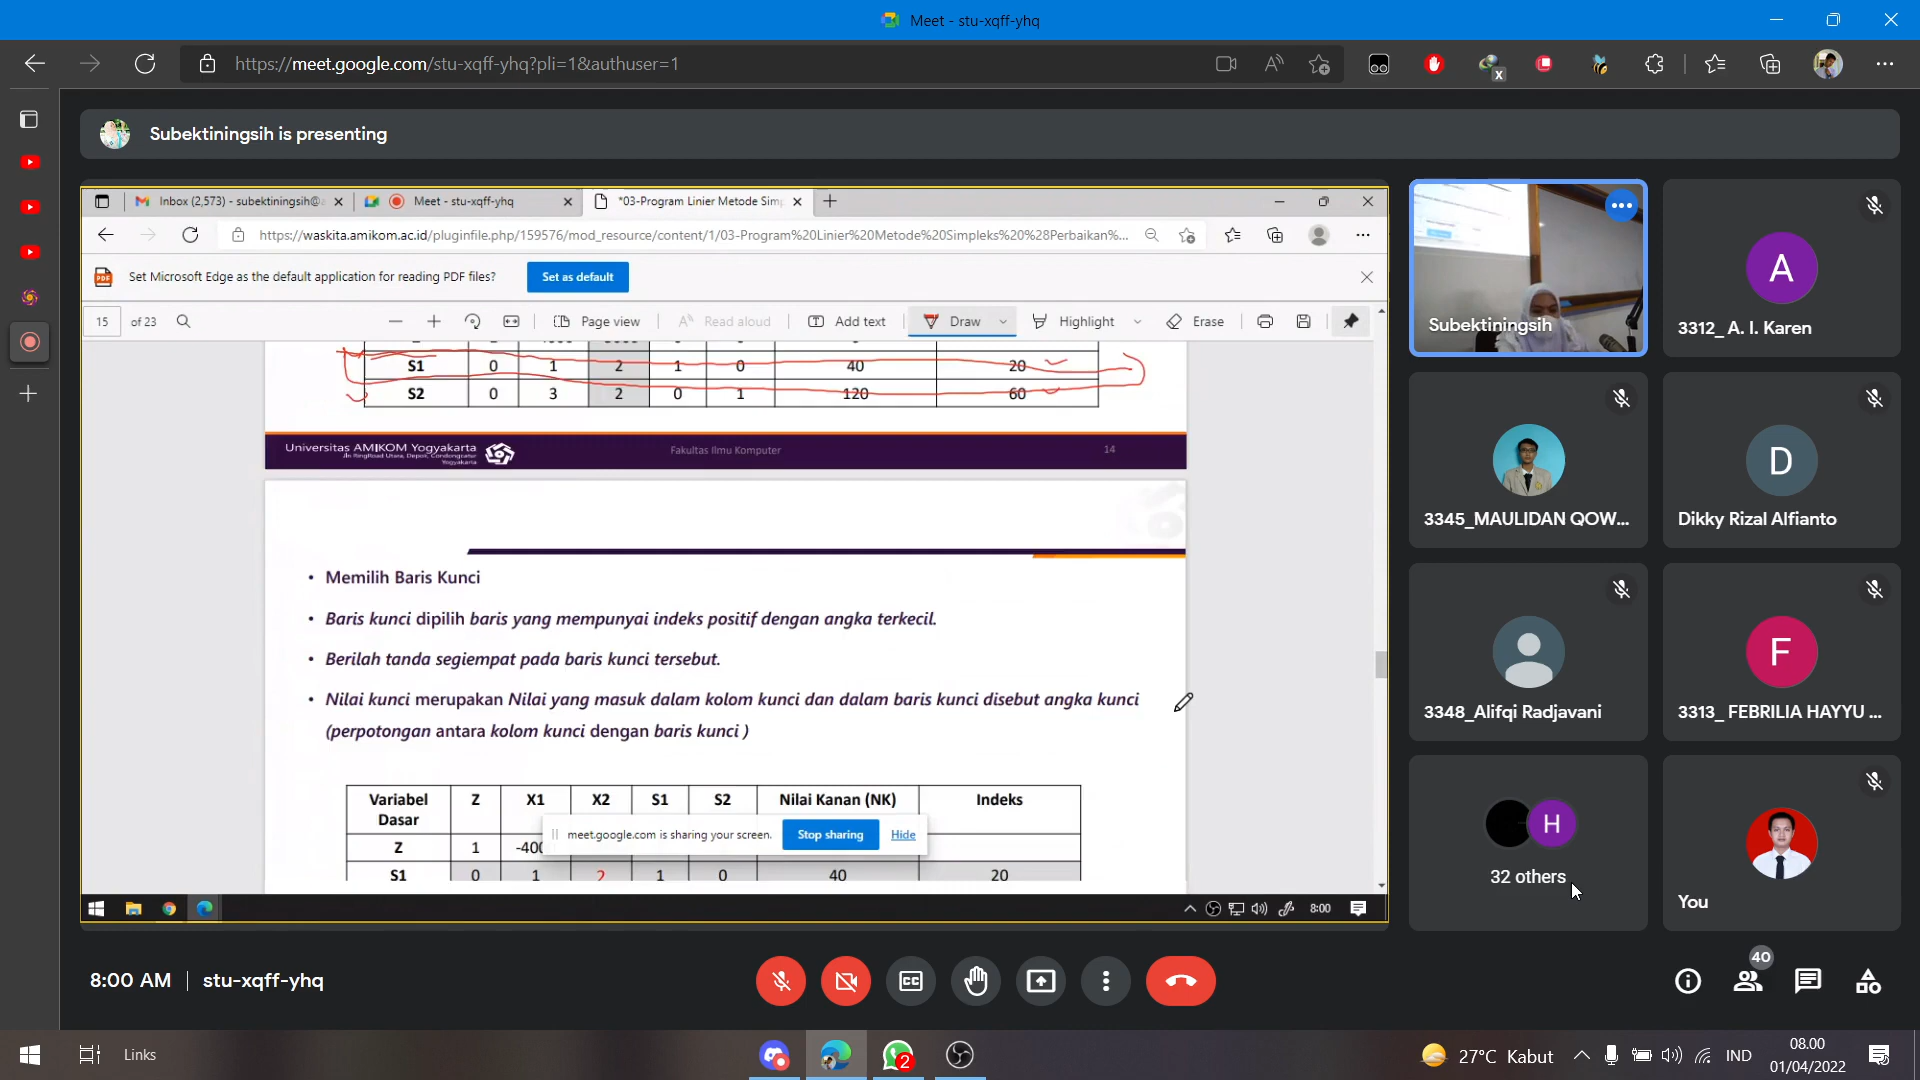 Meet - stu-xqff-yhq
https://meet.google.com/stu-xqff-yhq?pli=1&authuser=1
Subektiningsih is presenting
Inbox (2,573) - subektiningsih@a
Meet - stu-xqff-yhq
*03-Program Linier Metode Sim
https://waskita.amikom.ac.id/pluginfile.php/159576/mod_resource/content/1/03-Program%20Linier%20Metode%20Simpleks%20%28Perbaikan%...
PDF
Set Microsoft Edge as the default application for reading PDF files?
Set as default
15 of 23
Page view
Read aloud
Add text
Draw
Highlight
Erase
S1 0 1 2 1 0 40 20
S2 0 3 2 0 1 120 60
Universitas AMIKOM Yogyakarta
Jln RingRoad Utara, Depok, Condongcatur
Yogyakarta
Fakultas Ilmu Komputer
14
• Memilih Baris Kunci
• Baris kunci dipilih baris yang mempunyai indeks positif dengan angka terkecil.
• Berilah tanda segiempat pada baris kunci tersebut.
• Nilai kunci merupakan Nilai yang masuk dalam kolom kunci dan dalam baris kunci disebut angka kunci
(perpotongan antara kolom kunci dengan baris kunci )
Variabel Dasar Z X1 X2 S1 S2 Nilai Kanan (NK) Indeks
Z 1 -400
S1 0 1 2 1 0 40 20
meet.google.com is sharing your screen.
Stop sharing
Hide
8:00
Subektiningsih
A
3312_ A. I. Karen
3345_MAULIDAN QOW...
D
Dikky Rizal Alfianto
3348_Alifqi Radjavani
F
3313_ FEBRILIA HAYYU ...
H
32 others
You
8:00 AM | stu-xqff-yhq
CC
40
Links
2
27°C Kabut
IND
08.00
01/04/2022